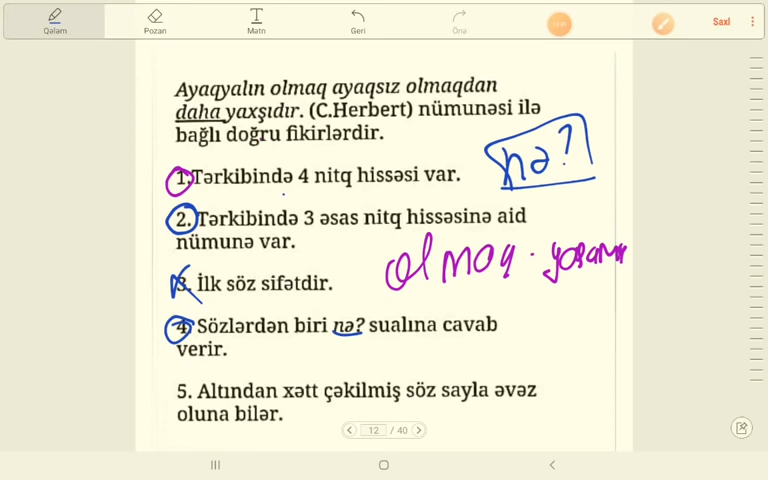 Qələm
Pozan
Mətn
Geri
Önə
Saxl
Ayaqyalın olmaq ayaqsız olmaqdan
daha yaxşıdır. (C.Herbert) nümunəsi ilə
bağlı doğru fikirlərdir.
nə?
1. Tərkibində 4 nitq hissəsi var.
2. Tərkibində 3 əsas nitq hissəsinə aid
nümunə var.
olmaq -
3. İlk söz sifətdir.
4. Sözlərdən biri nə? sualına cavab
verir.
5. Altından xətt çəkilmiş söz sayla əvəz
oluna bilər.
12 / 40